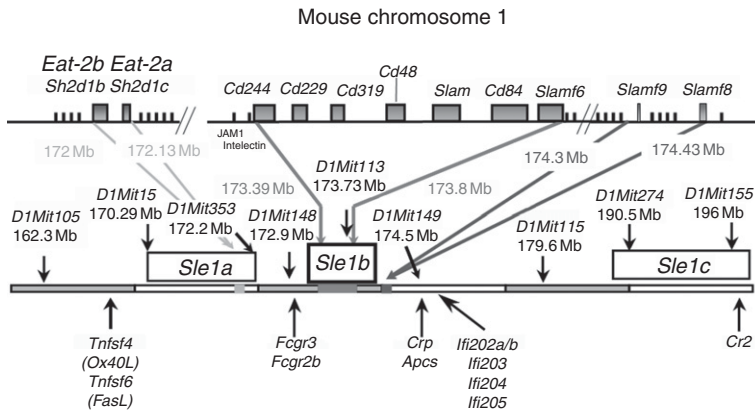 Mouse chromosome 1
Eat-2b Eat-2a
Sh2d1b Sh2d1c
Cd244
Cd229
Cd319
Cd48
Slam
Cd84
Slamf6
Slamf9
Slamf8
JAM1
Intelectin
172 Mb
172.13 Mb
173.39 Mb
D1Mit113
173.73 Mb
173.8 Mb
174.3 Mb
174.43 Mb
D1Mit105
162.3 Mb
D1Mit15
170.29 Mb
D1Mit353
172.2 Mb
D1Mit148
172.9 Mb
D1Mit149
174.5 Mb
D1Mit115
179.6 Mb
D1Mit274
190.5 Mb
D1Mit155
196 Mb
Sle1a
Sle1b
Sle1c
Tnfsf4
(Ox40L)
Tnfsf6
(FasL)
Fcgr3
Fcgr2b
Crp
Apcs
Ifi202a/b
Ifi203
Ifi204
Ifi205
Cr2